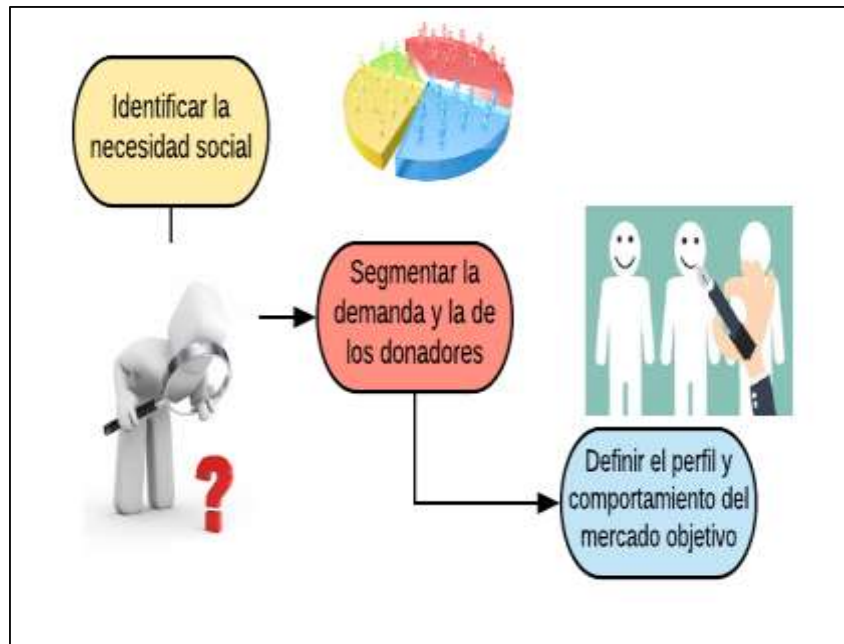 Identificar la
necesidad social
Segmentar la
demanda y la de
los donadores
Definir el perfil y
comportamiento del
mercado objetivo